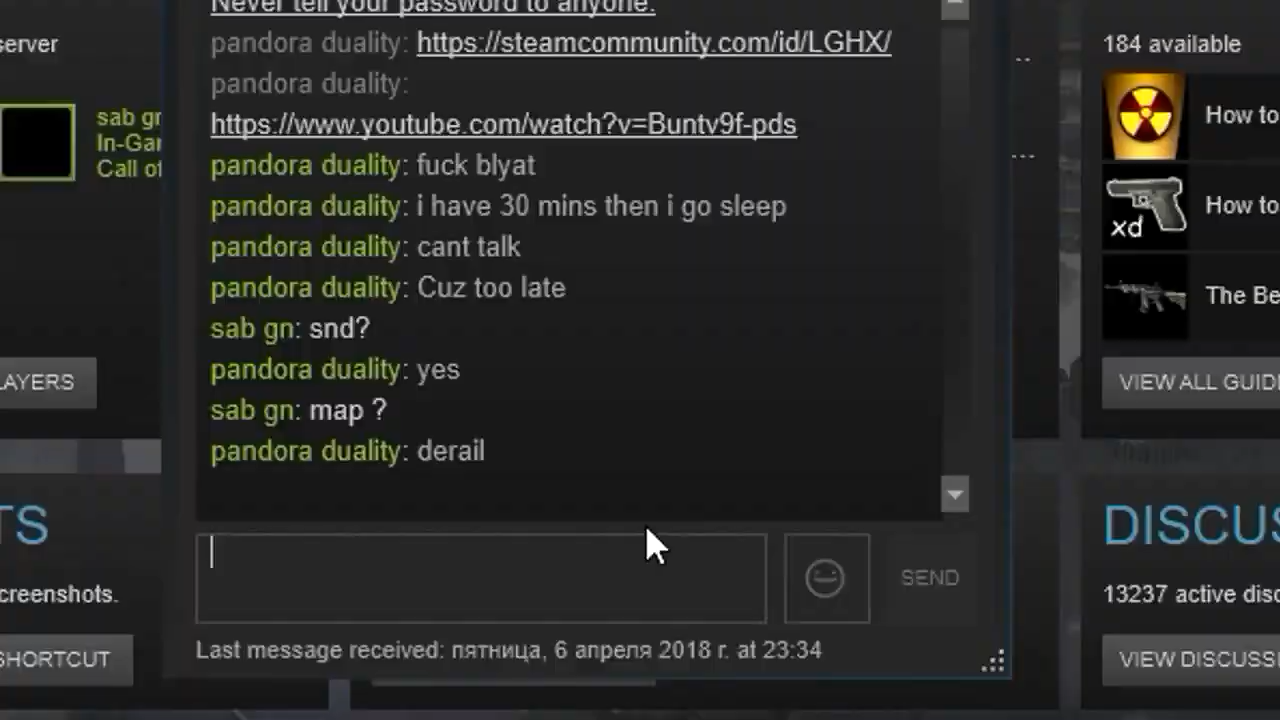 Never tell your password to anyone.
server
pandora duality: https://steamcommunity.com/id/LGHX/
184 available
pandora duality:
https://www.youtube.com/watch?v=Buntv9f-pds
sab gn
In-Gar
Call of
How to
pandora duality: fuck blyat
pandora duality: i have 30 mins then i go sleep
xd
How to
pandora duality: cant talk
pandora duality: Cuz too late
The Be
sab gn: snd?
pandora duality: yes
LAYERS
VIEW ALL GUID
sab gn: map ?
pandora duality: derail
TS
DISCUS
creenshots.
SEND
13237 active disc
Last message received: пятница, 6 апреля 2018 г. at 23:34
SHORTCUT
VIEW DISCUSS